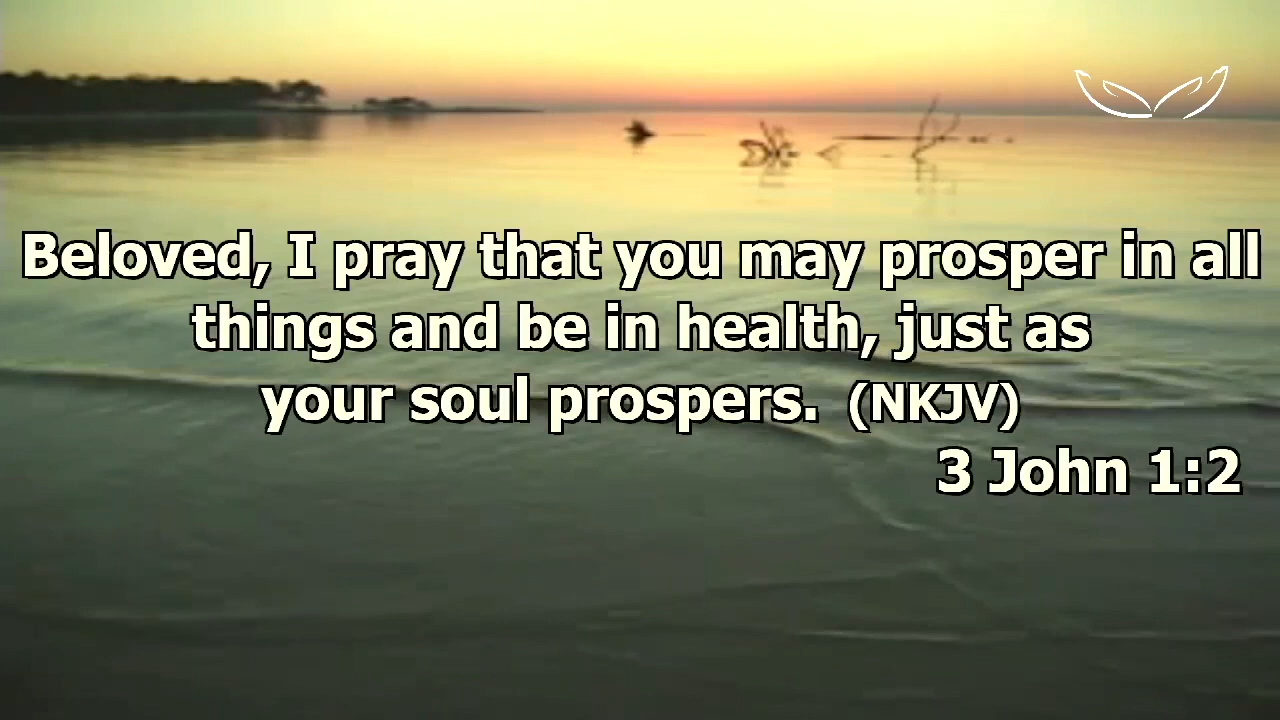 Beloved, I pray that you may prosper in all
things and be in health, just as
your soul prospers. (NKJV)
3 John 1:2